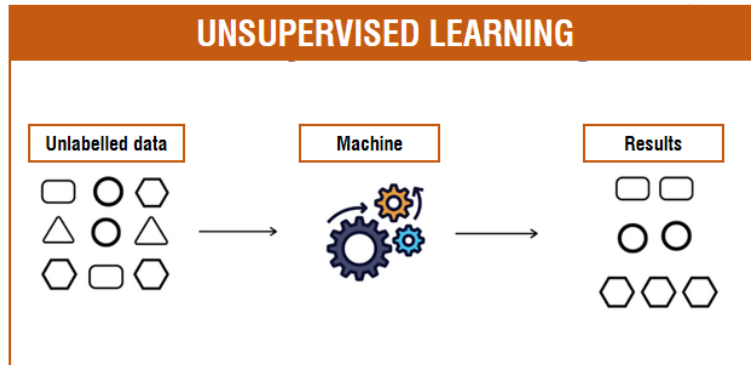 UNSUPERVISED LEARNING
Unlabelled data
Machine
Results